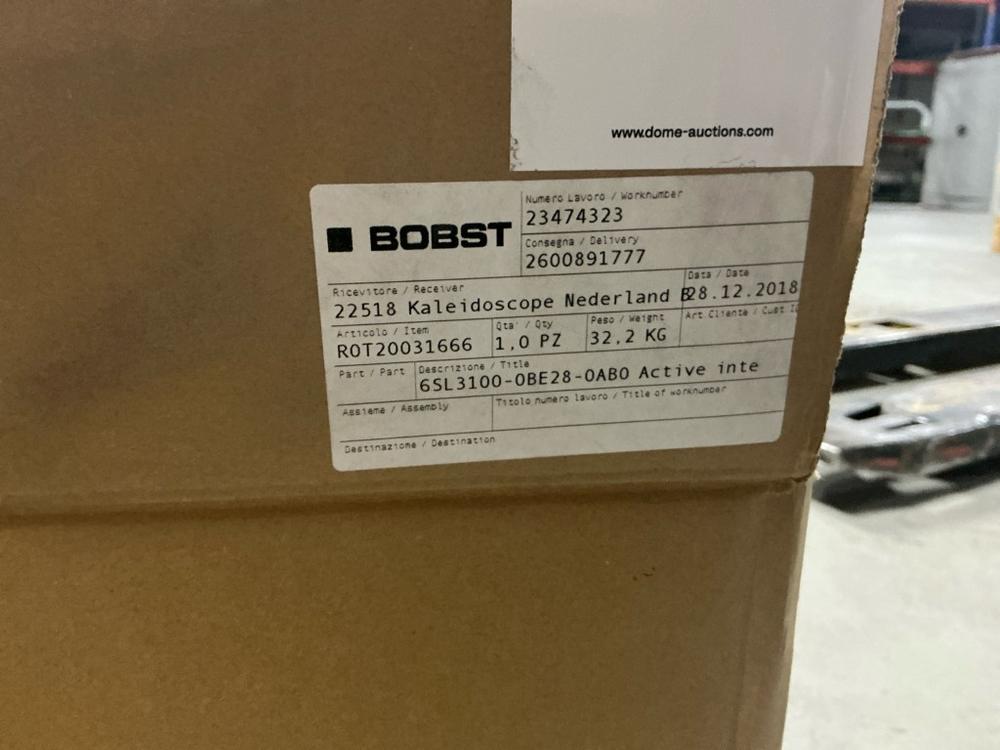 www.dome-auctions.com
BOBST
Numero Lavoro / Worknumber
23474323
Consegna / Delivery
2600891777
Ricevitore / Receiver
22518 Kaleidoscope Nederland B
Data / Date
28.12.2018
Articolo / Item
R0T20031666
Qta' / Qty
1,0 PZ
Peso / Weight
32,2 KG
Art.Cliente / Cust I
Part / Part
Descrizione / Title
6SL3100-0BE28-0AB0 Active inte
Assieme / Assembly
Titolo numero lavoro / Title of worknumber
Destinazione / Destination